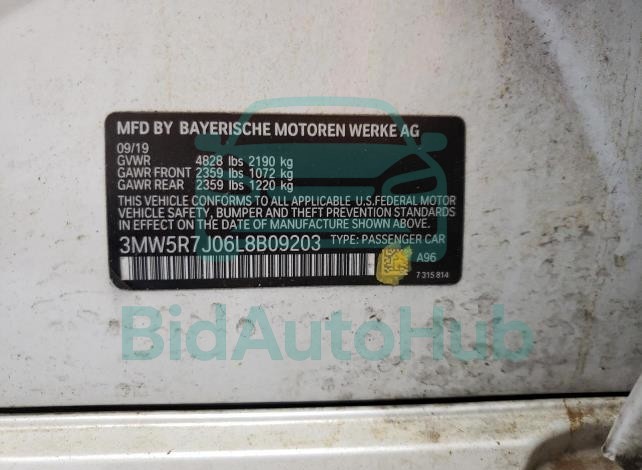 MFD BY BAYERISCHE MOTOREN WERKE AG
09/19
GVWR 4828 lbs 2190 kg
GAWR FRONT 2359 lbs 1072 kg
GAWR REAR 2359 lbs 1220 kg
THIS VEHICLE CONFORMS TO ALL APPLICABLE U.S.FEDERAL MOTOR
VEHICLE SAFETY, BUMPER, AND THEFT PREVENTION STANDARDS
IN EFFECT ON THE DATE OF MANUFACTURE SHOWN ABOVE.
3MW5R7J06L8B09203 TYPE: PASSENGER CAR
A96
7 315 814
BidAutoHub